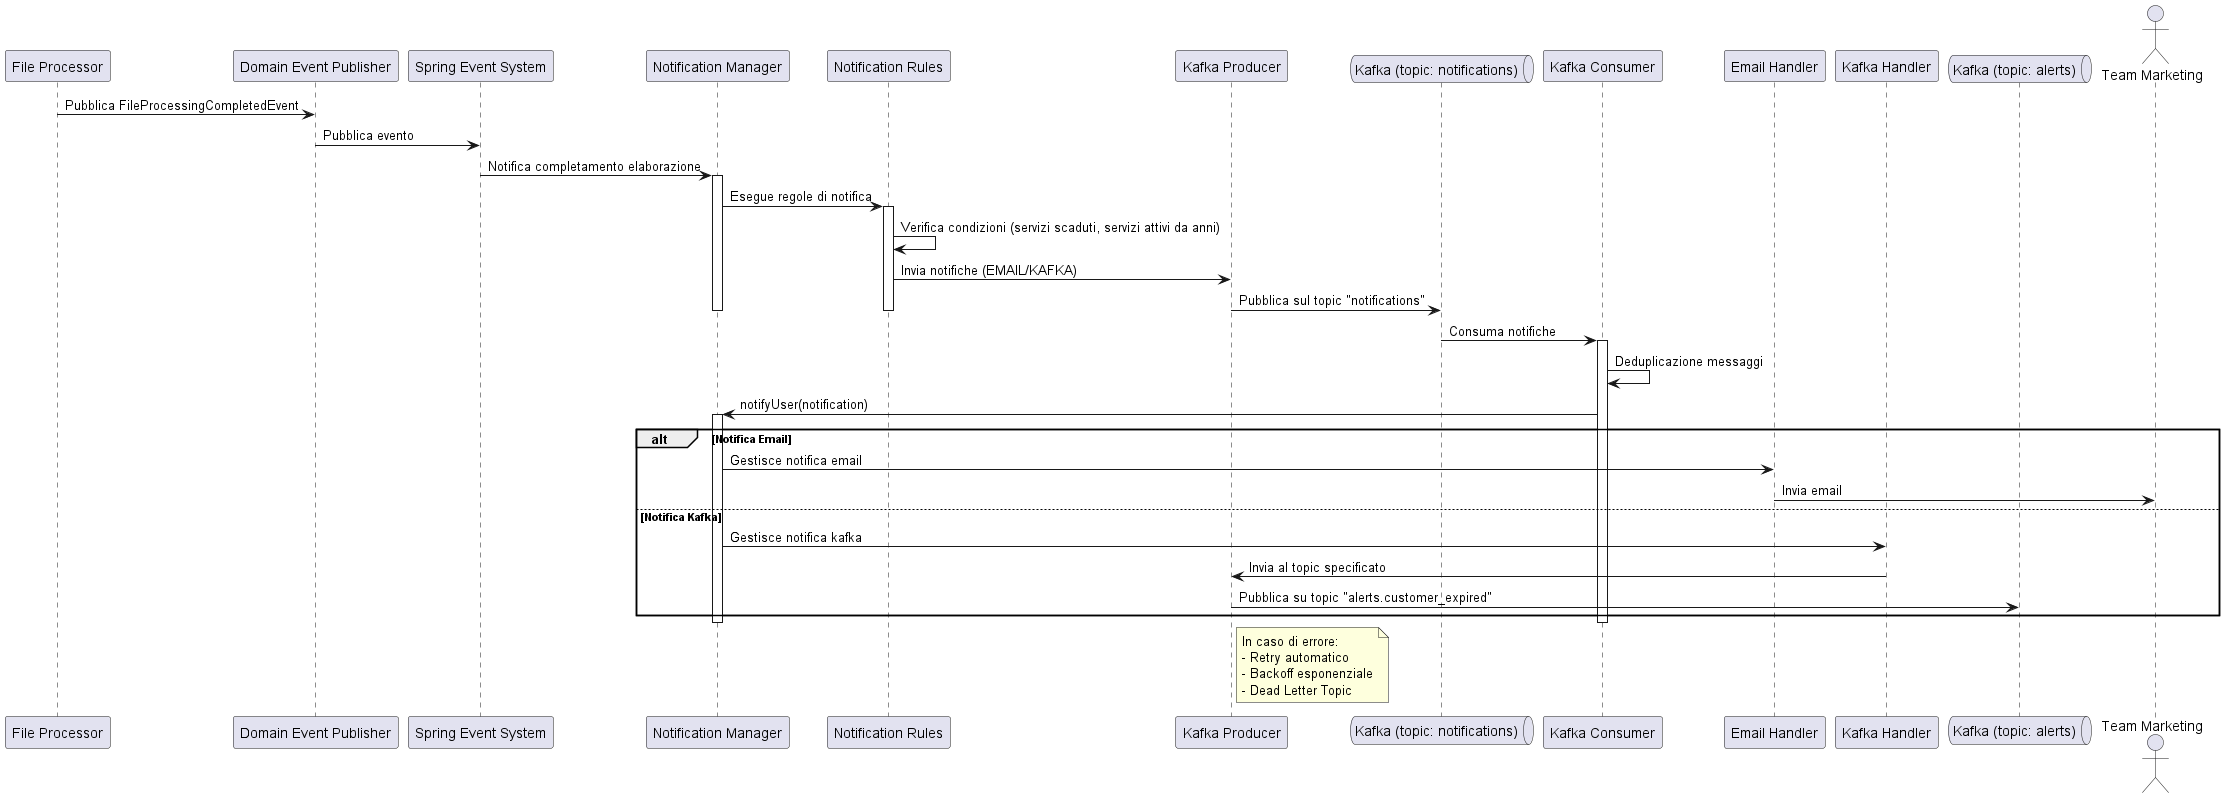 File Processor
Domain Event Publisher
Spring Event System
Notification Manager
Notification Rules
Kafka Producer
Kafka (topic: notifications)
Kafka Consumer
Email Handler
Kafka Handler
Kafka (topic: alerts)
Team Marketing
Pubblica FileProcessingCompletedEvent
Pubblica evento
Notifica completamento elaborazione
Esegue regole di notifica
Verifica condizioni (servizi scaduti, servizi attivi da anni)
Invia notifiche (EMAIL/KAFKA)
Pubblica sul topic "notifications"
Consuma notifiche
Deduplicazione messaggi
notifyUser(notification)
alt
[Notifica Email]
Gestisce notifica email
Invia email
[Notifica Kafka]
Gestisce notifica kafka
Invia al topic specificato
Pubblica su topic "alerts.customer_expired"
In caso di errore:
- Retry automatico
- Backoff esponenziale
- Dead Letter Topic
File Processor
Domain Event Publisher
Spring Event System
Notification Manager
Notification Rules
Kafka Producer
Kafka (topic: notifications)
Kafka Consumer
Email Handler
Kafka Handler
Kafka (topic: alerts)
Team Marketing